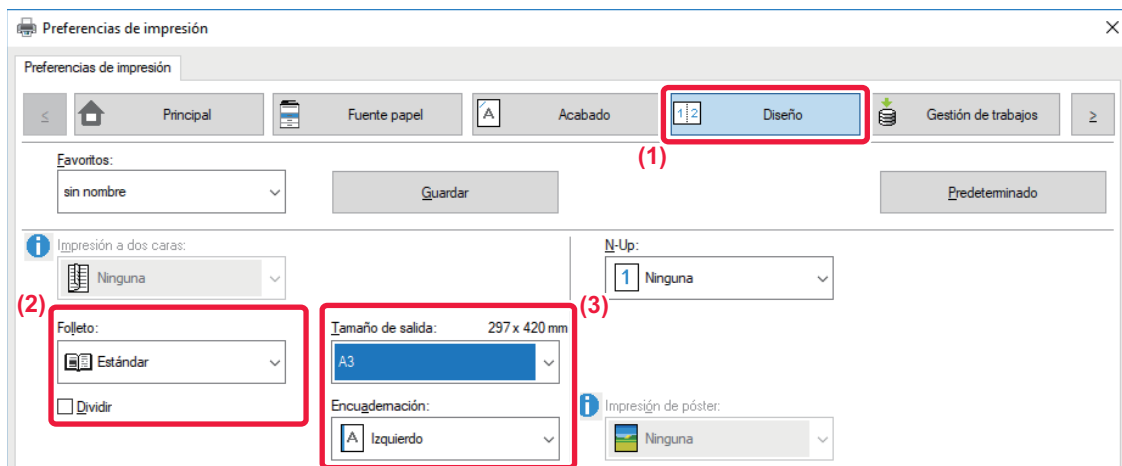 Preferencias de impresión
Preferencias de impresión
< Principal Fuente papel A Acabado 1 2 Diseño Gestión de trabajos >
(1)
Favoritos:
sin nombre Guardar Predeterminado
Impresión a dos caras: N-Up:
Ninguna 1 Ninguna
(2) (3)
Folleto: Tamaño de salida: 297 x 420 mm
Estándar A3
Dividir Encuadernación: Impresión de póster:
A Izquierdo Ninguna